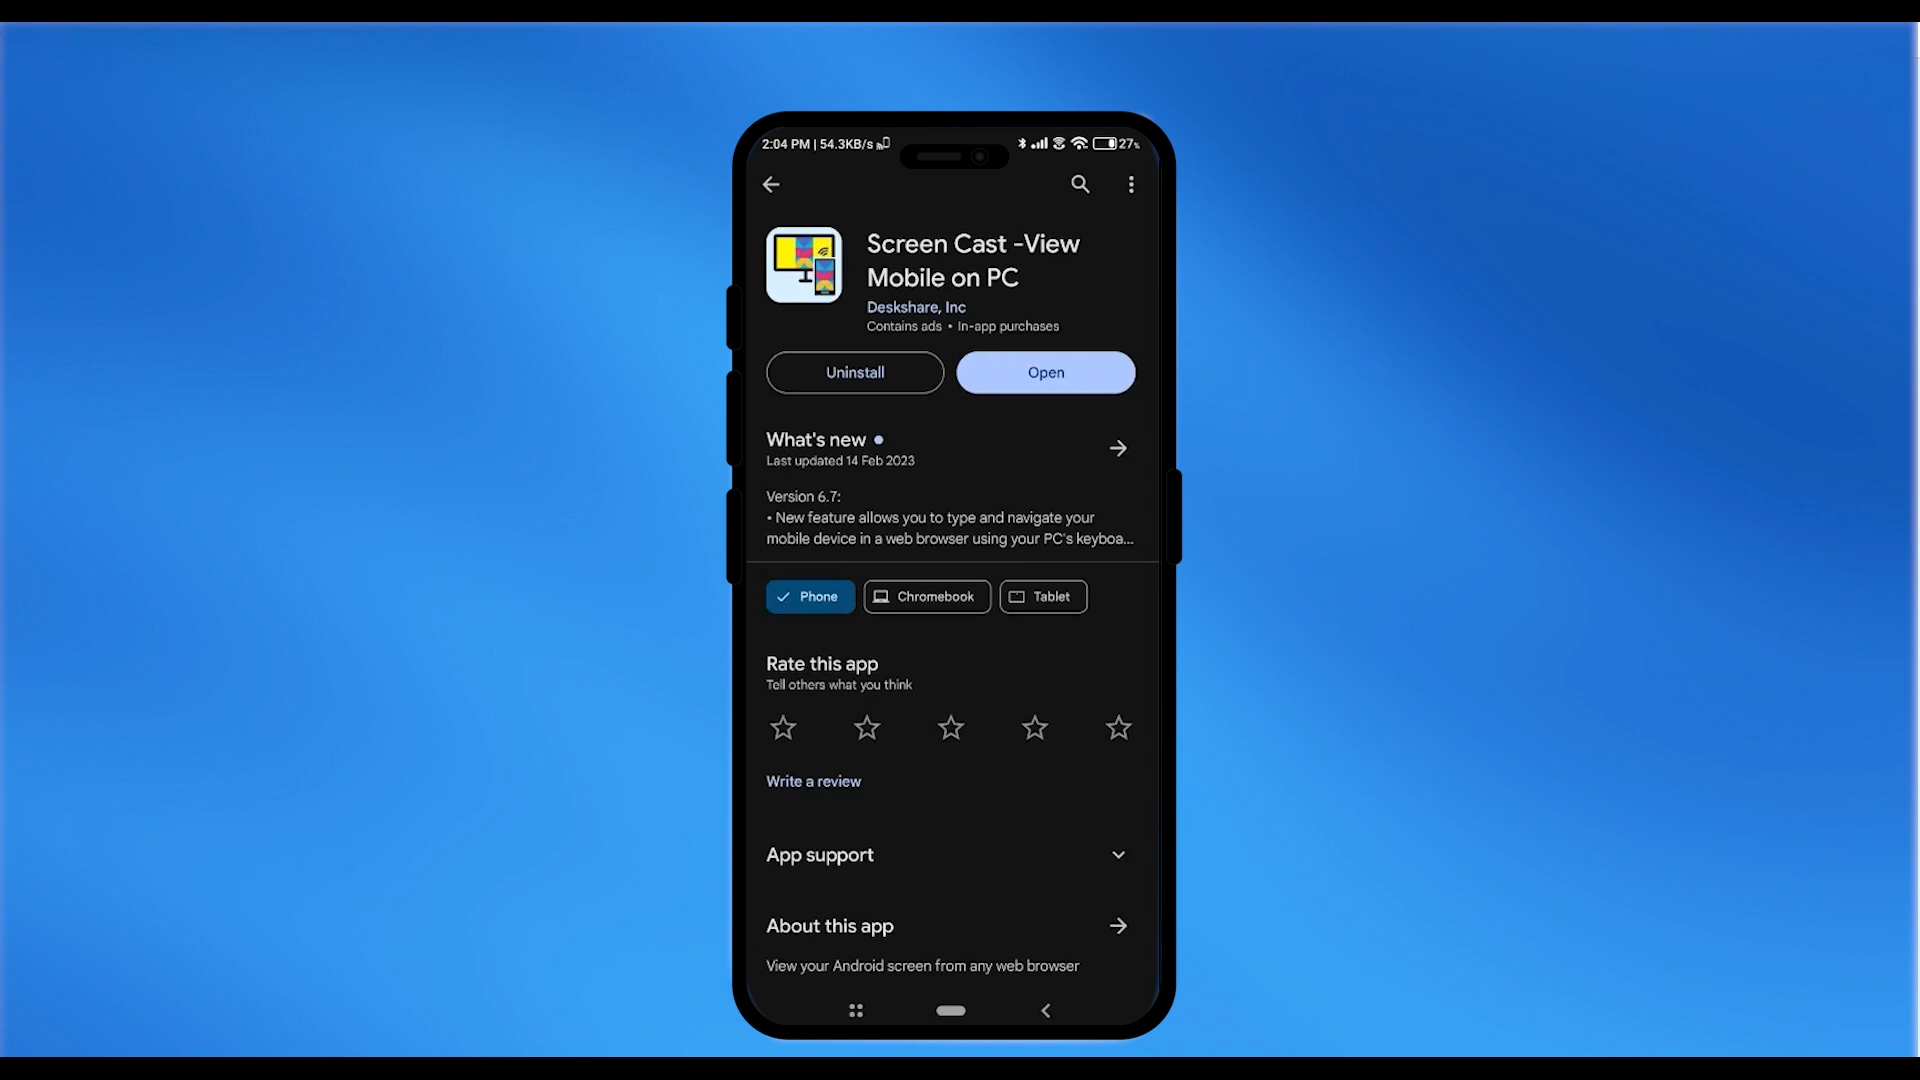 2:04 PM | 54.3KB/s
27%
Screen Cast -View
Mobile on PC
Deskshare, Inc
Contains ads • In-app purchases
Uninstall
Open
What's new
Last updated 14 Feb 2023
Version 6.7:
• New feature allows you to type and navigate your
mobile device in a web browser using your PC's keyboa...
Phone
Chromebook
Tablet
Rate this app
Tell others what you think
Write a review
App support
About this app
View your Android screen from any web browser